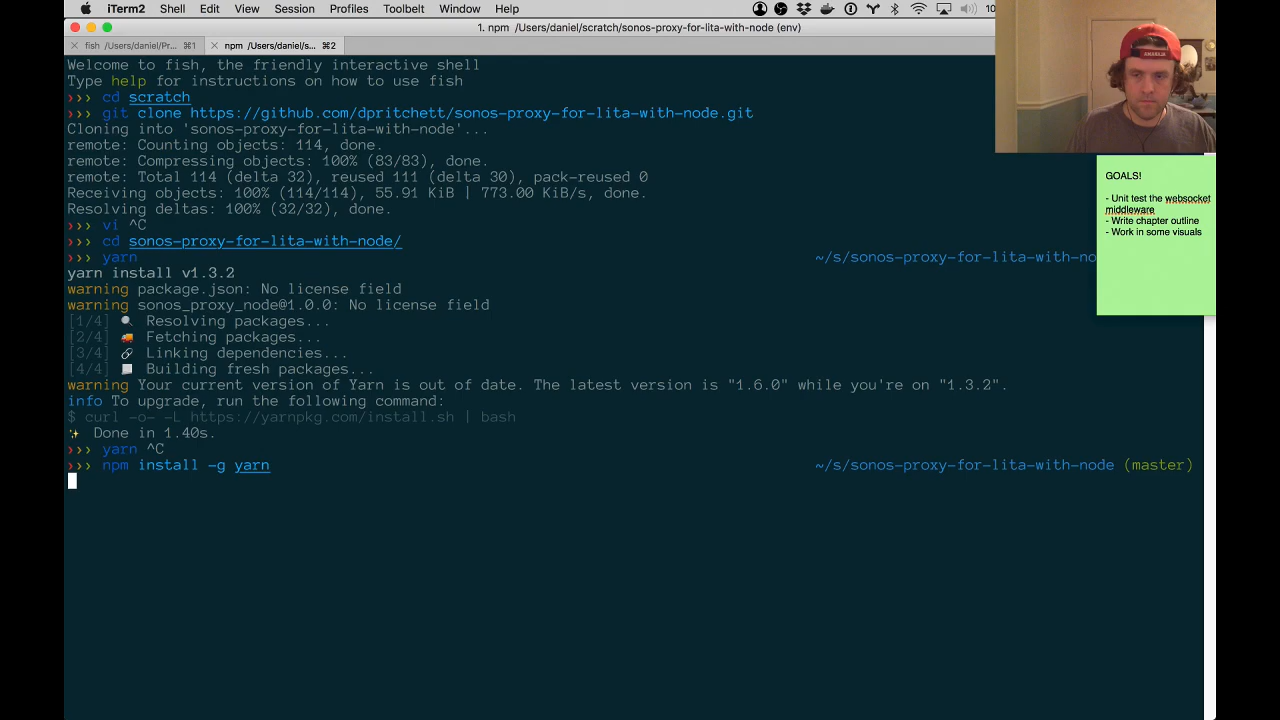 iTerm2 Shell Edit View Session Profiles Toolbelt Window Help 10
1. npm /Users/daniel/scratch/sonos-proxy-for-lita-with-node (env)
fish /Users/daniel/Pr... ⌘1 npm /Users/daniel/s... ⌘2
Welcome to fish, the friendly interactive shell
Type help for instructions on how to use fish
❯❯❯ cd scratch
❯❯❯ git clone https://github.com/dpritchett/sonos-proxy-for-lita-with-node.git
Cloning into 'sonos-proxy-for-lita-with-node'...
remote: Counting objects: 114, done.
remote: Compressing objects: 100% (83/83), done.
remote: Total 114 (delta 32), reused 111 (delta 30), pack-reused 0
Receiving objects: 100% (114/114), 55.91 KiB | 773.00 KiB/s, done.
Resolving deltas: 100% (32/32), done.
❯❯❯ vi ^C
❯❯❯ cd sonos-proxy-for-lita-with-node/
❯❯❯ yarn ~/s/sonos-proxy-for-lita-with-no
yarn install v1.3.2
warning package.json: No license field
warning sonos_proxy_node@1.0.0: No license field
[1/4] 🔍 Resolving packages...
[2/4] 🚚 Fetching packages...
[3/4] 🔗 Linking dependencies...
[4/4] 📃 Building fresh packages...
warning Your current version of Yarn is out of date. The latest version is "1.6.0" while you're on "1.3.2".
info To upgrade, run the following command:
$ curl -o- -L https://yarnpkg.com/install.sh | bash
✨ Done in 1.40s.
❯❯❯ yarn ^C
❯❯❯ npm install -g yarn ~/s/sonos-proxy-for-lita-with-node (master)
GOALS!
- Unit test the websocket
middleware
- Write chapter outline
- Work in some visuals